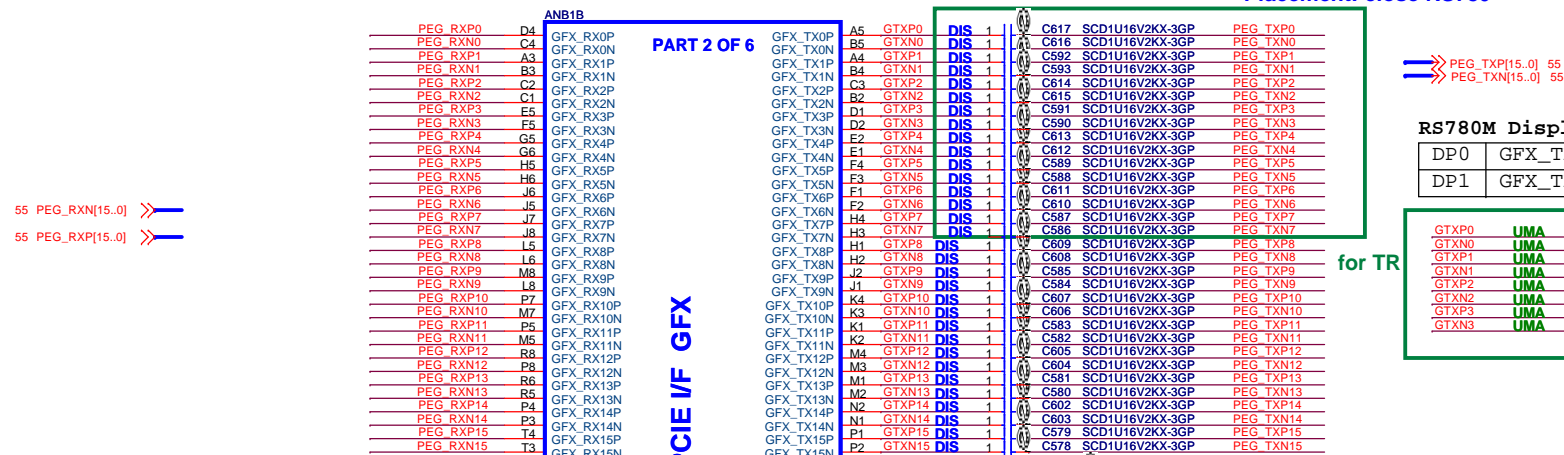 ANB1B
PART 2 OF 6
PEG_RXP0 D4 GFX_RX0P GFX_TX0P A5 GTXP0 DIS 1 C617 SCD1U16V2KX-3GP PEG_TXP0
PEG_RXN0 C4 GFX_RX0N GFX_TX0N B5 GTXN0 DIS 1 C616 SCD1U16V2KX-3GP PEG_TXN0
PEG_RXP1 A3 GFX_RX1P GFX_TX1P A4 GTXP1 DIS 1 C592 SCD1U16V2KX-3GP PEG_TXP1
PEG_RXN1 B3 GFX_RX1N GFX_TX1N B4 GTXN1 DIS 1 C593 SCD1U16V2KX-3GP PEG_TXN1
PEG_RXP2 C2 GFX_RX2P GFX_TX2P C3 GTXP2 DIS 1 C614 SCD1U16V2KX-3GP PEG_TXP2
PEG_RXN2 C1 GFX_RX2N GFX_TX2N B2 GTXN2 DIS 1 C615 SCD1U16V2KX-3GP PEG_TXN2
PEG_RXP3 E5 GFX_RX3P GFX_TX3P D1 GTXP3 DIS 1 C591 SCD1U16V2KX-3GP PEG_TXP3
PEG_RXN3 F5 GFX_RX3N GFX_TX3N D2 GTXN3 DIS 1 C590 SCD1U16V2KX-3GP PEG_TXN3
PEG_RXP4 G5 GFX_RX4P GFX_TX4P E2 GTXP4 DIS 1 C613 SCD1U16V2KX-3GP PEG_TXP4
PEG_RXN4 G6 GFX_RX4N GFX_TX4N E1 GTXN4 DIS 1 C612 SCD1U16V2KX-3GP PEG_TXN4
PEG_RXP5 H5 GFX_RX5P GFX_TX5P F4 GTXP5 DIS 1 C589 SCD1U16V2KX-3GP PEG_TXP5
PEG_RXN5 H6 GFX_RX5N GFX_TX5N F3 GTXN5 DIS 1 C588 SCD1U16V2KX-3GP PEG_TXN5
PEG_RXP6 J6 GFX_RX6P GFX_TX6P F1 GTXP6 DIS 1 C611 SCD1U16V2KX-3GP PEG_TXP6
PEG_RXN6 J5 GFX_RX6N GFX_TX6N F2 GTXN6 DIS 1 C610 SCD1U16V2KX-3GP PEG_TXN6
PEG_RXP7 J7 GFX_RX7P GFX_TX7P H4 GTXP7 DIS 1 C587 SCD1U16V2KX-3GP PEG_TXP7
PEG_RXN7 J8 GFX_RX7N GFX_TX7N H3 GTXN7 DIS 1 C586 SCD1U16V2KX-3GP PEG_TXN7
PEG_RXP8 L5 GFX_RX8P GFX_TX8P H1 GTXP8 DIS 1 C609 SCD1U16V2KX-3GP PEG_TXP8
PEG_RXN8 L6 GFX_RX8N GFX_TX8N H2 GTXN8 DIS 1 C608 SCD1U16V2KX-3GP PEG_TXN8
PEG_RXP9 M8 GFX_RX9P GFX_TX9P J2 GTXP9 DIS 1 C585 SCD1U16V2KX-3GP PEG_TXP9
PEG_RXN9 L8 GFX_RX9N GFX_TX9N J1 GTXN9 DIS 1 C584 SCD1U16V2KX-3GP PEG_TXN9
PEG_RXP10 P7 GFX_RX10P GFX_TX10P K4 GTXP10 DIS 1 C607 SCD1U16V2KX-3GP PEG_TXP10
PEG_RXN10 M7 GFX_RX10N GFX_TX10N K3 GTXN10 DIS 1 C606 SCD1U16V2KX-3GP PEG_TXN10
PEG_RXP11 P5 GFX_RX11P GFX_TX11P K1 GTXP11 DIS 1 C583 SCD1U16V2KX-3GP PEG_TXP11
PEG_RXN11 M5 GFX_RX11N GFX_TX11N K2 GTXN11 DIS 1 C582 SCD1U16V2KX-3GP PEG_TXN11
PEG_RXP12 R8 GFX_RX12P GFX_TX12P M4 GTXP12 DIS 1 C605 SCD1U16V2KX-3GP PEG_TXP12
PEG_RXN12 P8 GFX_RX12N GFX_TX12N M3 GTXN12 DIS 1 C604 SCD1U16V2KX-3GP PEG_TXN12
PEG_RXP13 R6 GFX_RX13P GFX_TX13P M1 GTXP13 DIS 1 C581 SCD1U16V2KX-3GP PEG_TXP13
PEG_RXN13 R5 GFX_RX13N GFX_TX13N M2 GTXN13 DIS 1 C580 SCD1U16V2KX-3GP PEG_TXN13
PEG_RXP14 P4 GFX_RX14P GFX_TX14P N2 GTXP14 DIS 1 C602 SCD1U16V2KX-3GP PEG_TXP14
PEG_RXN14 P3 GFX_RX14N GFX_TX14N N1 GTXN14 DIS 1 C603 SCD1U16V2KX-3GP PEG_TXN14
PEG_RXP15 T4 GFX_RX15P GFX_TX15P P1 GTXP15 DIS 1 C579 SCD1U16V2KX-3GP PEG_TXP15
PEG_RXN15 T3 GFX_RX15N GFX_TX15N P2 GTXN15 DIS 1 C578 SCD1U16V2KX-3GP PEG_TXN15
PCIE I/F GFX
55 PEG_RXN[15..0]
55 PEG_RXP[15..0]
PEG_TXP[15..0] 55
PEG_TXN[15..0] 55
RS780M Displ
DP0 GFX_T
DP1 GFX_T
for TR
GTXP0 UMA
GTXN0 UMA
GTXP1 UMA
GTXN1 UMA
GTXP2 UMA
GTXN2 UMA
GTXP3 UMA
GTXN3 UMA